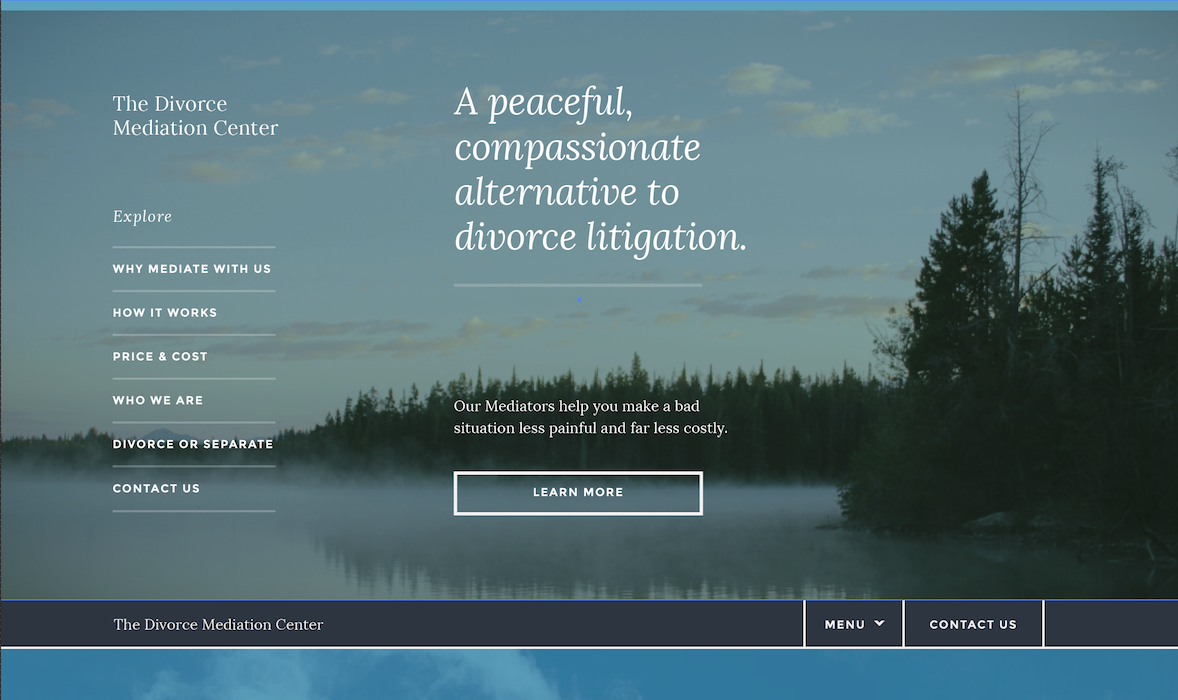 The Divorce
Mediation Center
Explore
WHY MEDIATE WITH US
HOW IT WORKS
PRICE & COST
WHO WE ARE
DIVORCE OR SEPARATE
CONTACT US
A peaceful,
compassionate
alternative to
divorce litigation.
Our Mediators help you make a bad
situation less painful and far less costly.
LEARN MORE
The Divorce Mediation Center
MENU
CONTACT US